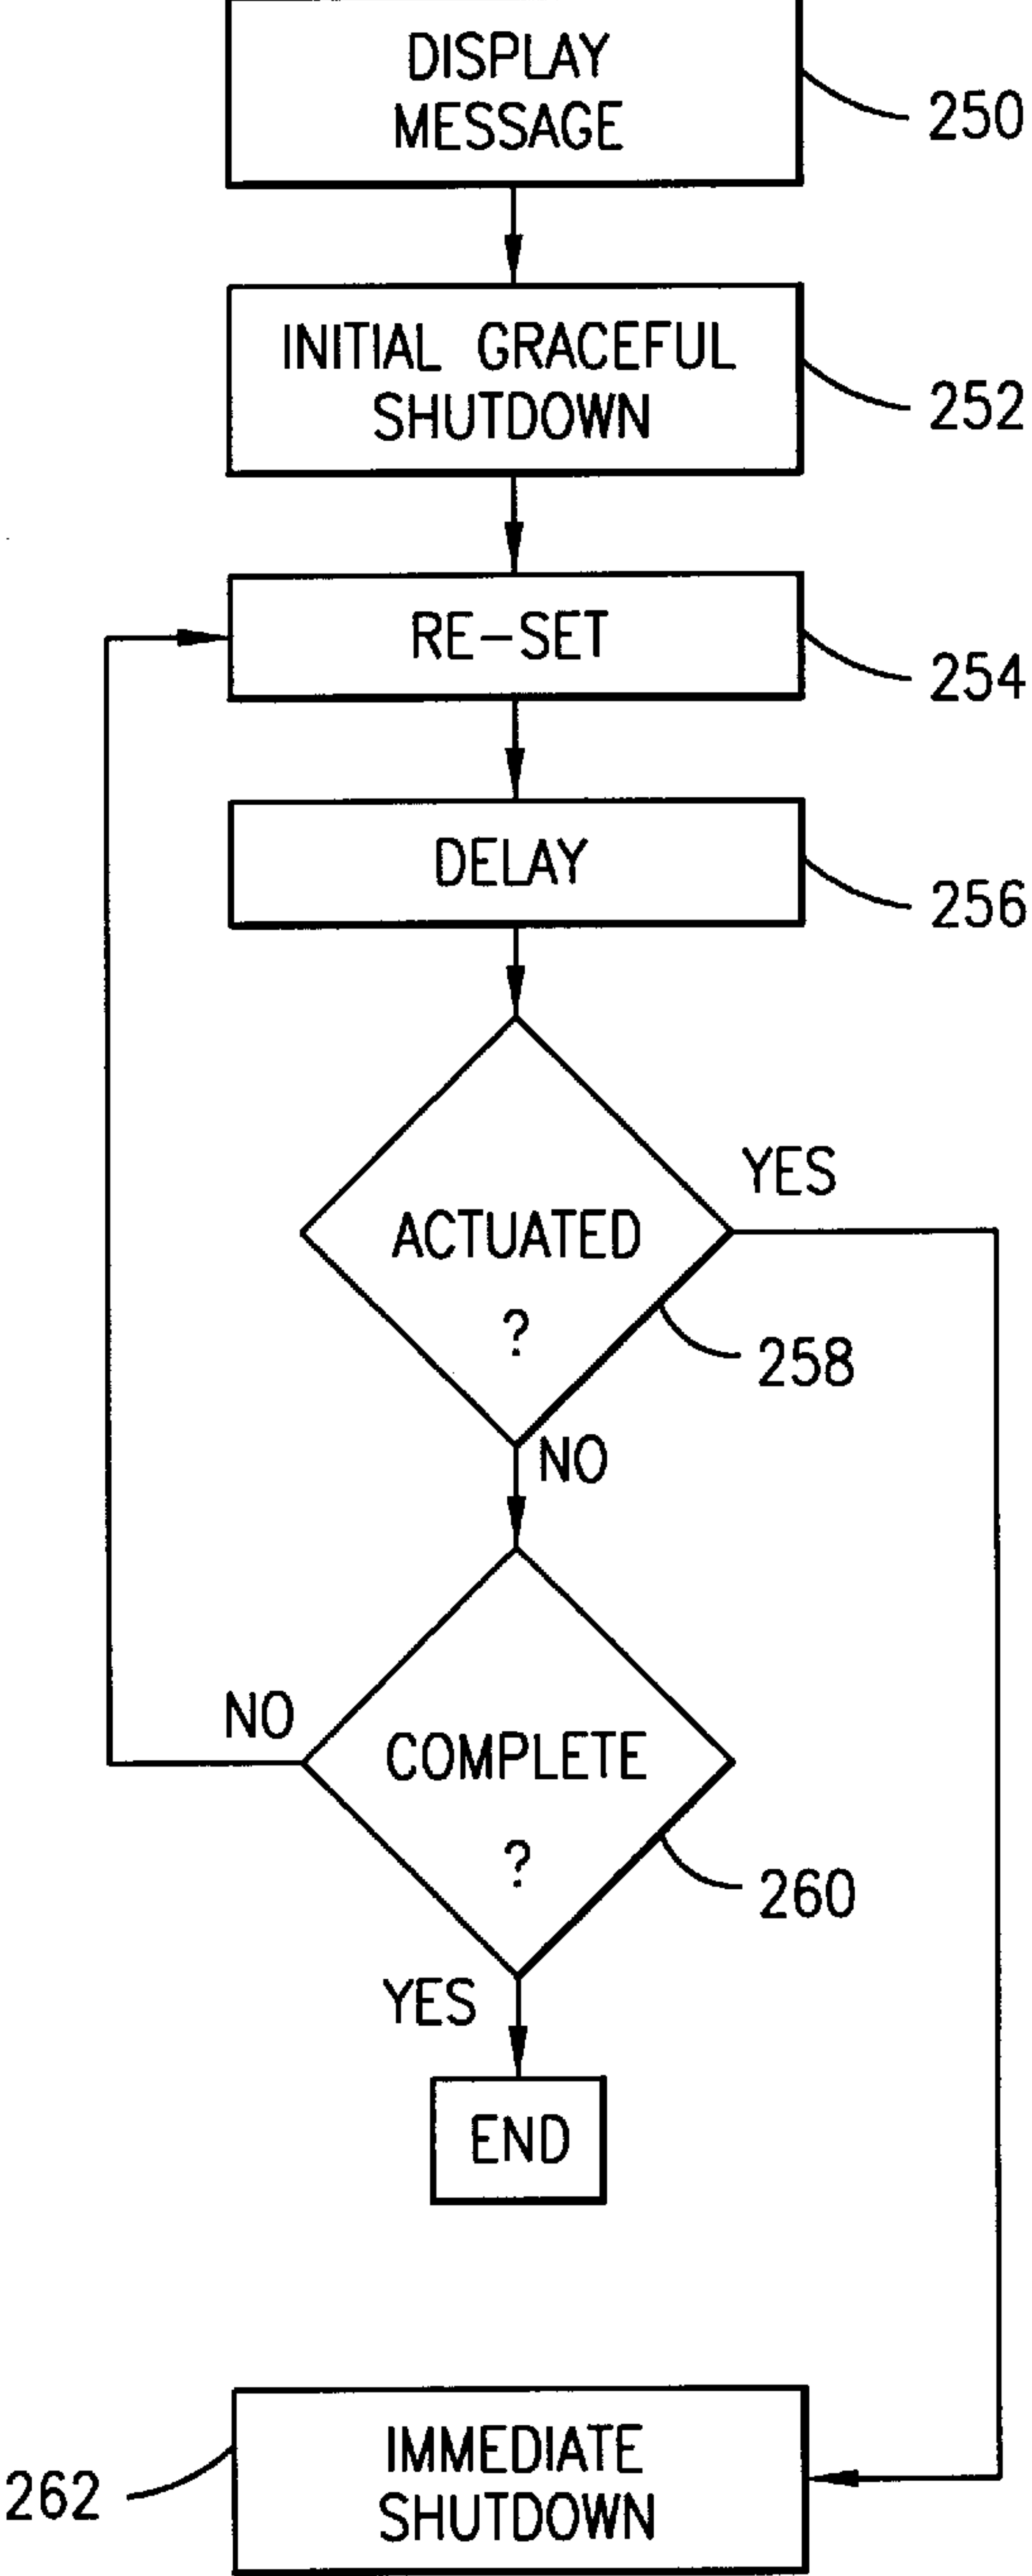 DISPLAY
MESSAGE
250
INITIAL GRACEFUL
SHUTDOWN
252
RE-SET
254
DELAY
256
YES
ACTUATED
?
258
NO
NO
COMPLETE
?
260
YES
END
IMMEDIATE
SHUTDOWN
262